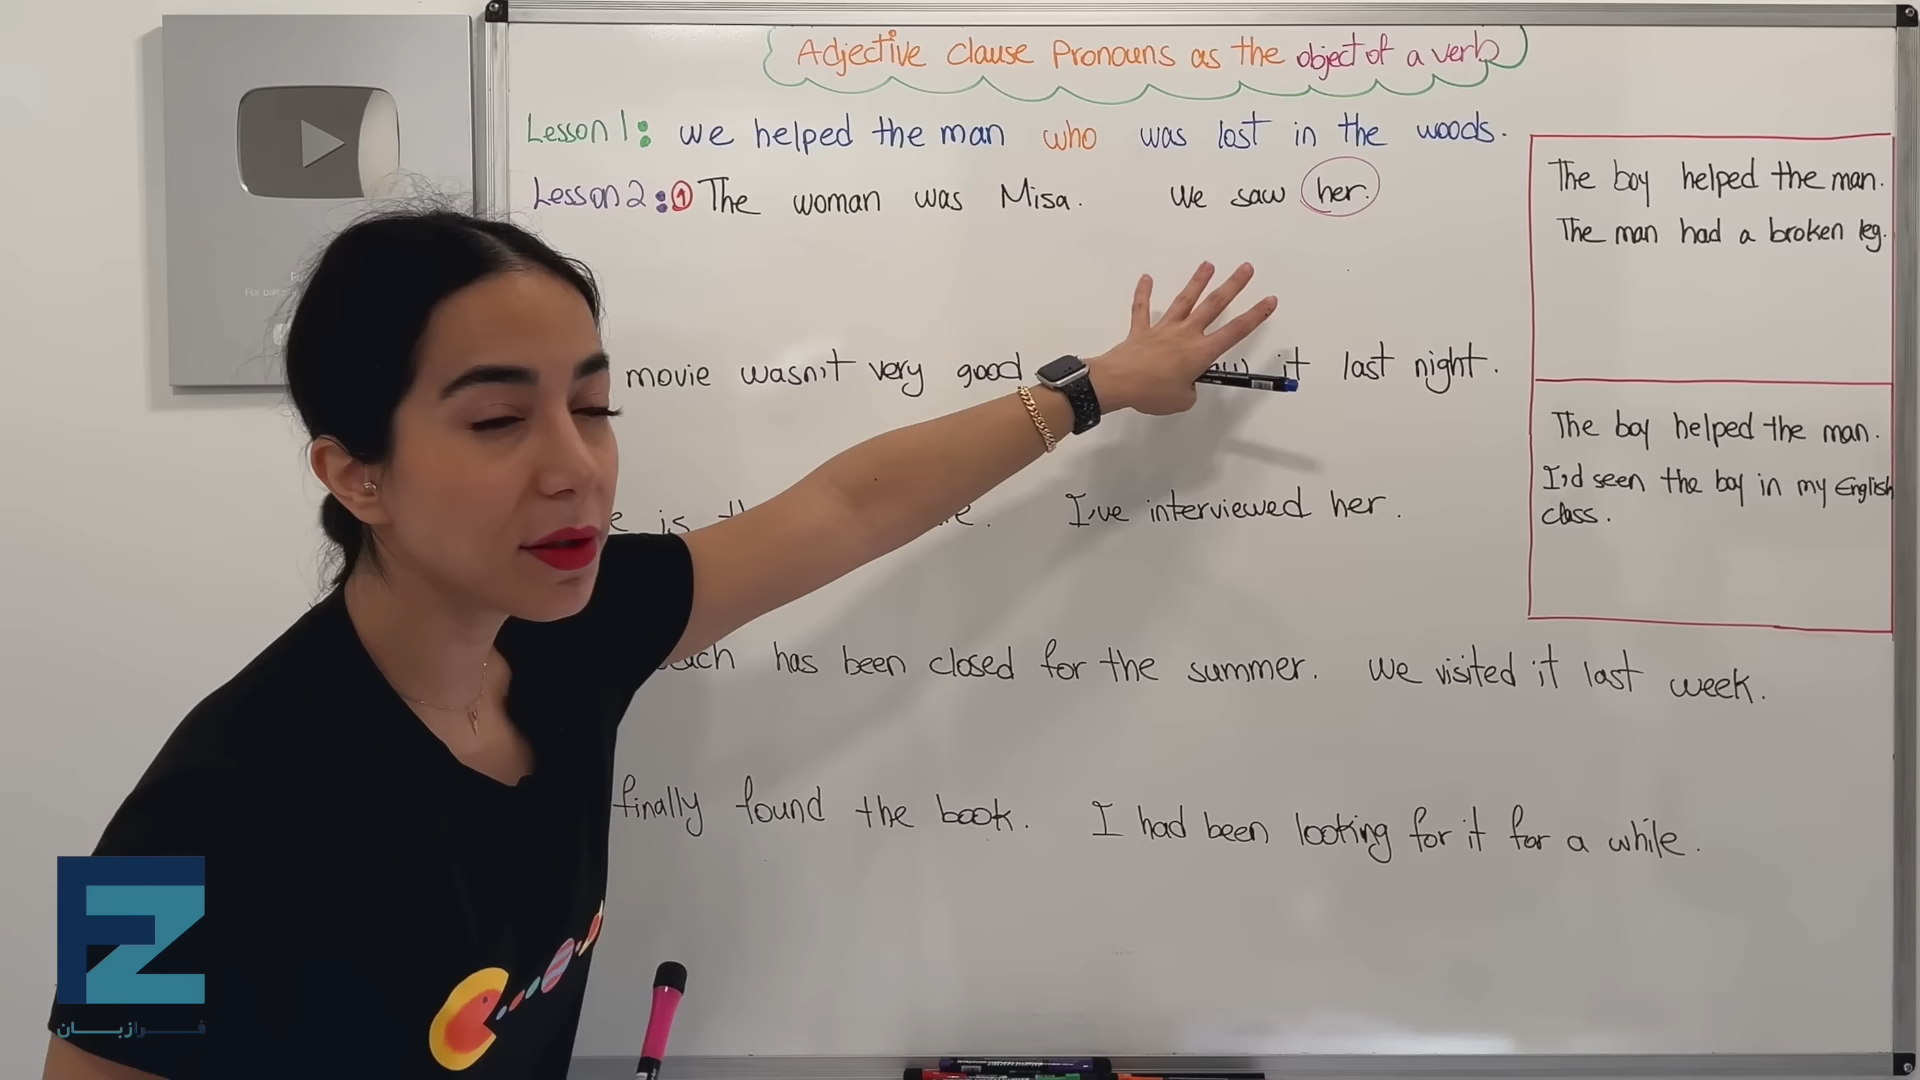 Adjective Clause Pronouns as the object of a verb
Lesson 1: we helped the man who was lost in the woods.
Lesson 2: ① The woman was Misa. we saw her.
movie wasn't very good it last night.
is I've interviewed her.
has been closed for the summer. we visited it last week.
finally found the book. I had been looking for it for a while.
The boy helped the man.
The man had a broken leg.
The boy helped the man.
I'd seen the boy in my English
class.
FZ
فرازبان